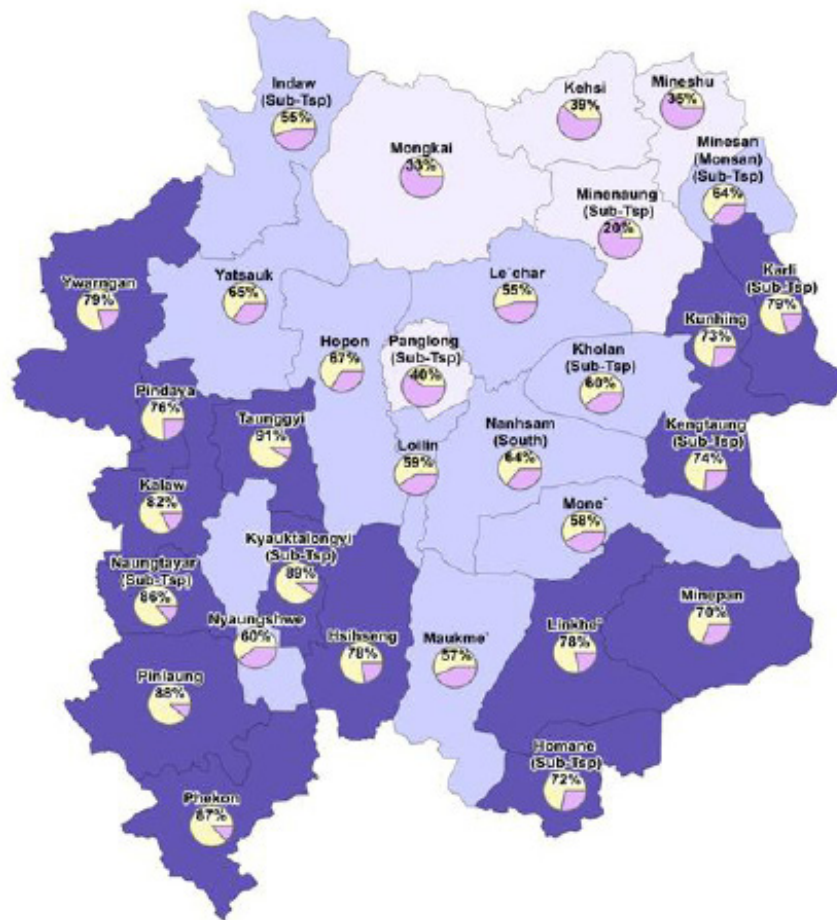 Indaw
(Sub-Tsp)
55%
Mongkai
33%
Kehsi
39%
Mineshu
35%
Minesan
(Monsan)
(Sub-Tsp)
64%
Minenaung
(Sub-Tsp)
20%
Ywarngan
79%
Yatsauk
65%
Le`char
55%
Karli
(Sub-Tsp)
79%
Kunhing
73%
Hopon
67%
Panglong
(Sub-Tsp)
40%
Kholan
(Sub-Tsp)
60%
Pindaya
76%
Taunggyi
91%
Loilin
59%
Nanhsam
(South)
64%
Kengtaung
(Sub-Tsp)
74%
Kalaw
82%
Mone`
58%
Kyauktalongyi
(Sub-Tsp)
89%
Naungtayar
(Sub-Tsp)
86%
Nyaungshwe
60%
Hsihseng
78%
Maukme`
57%
Linkhe`
78%
Minepan
70%
Pinlaung
88%
Homane
(Sub-Tsp)
72%
Phekon
87%